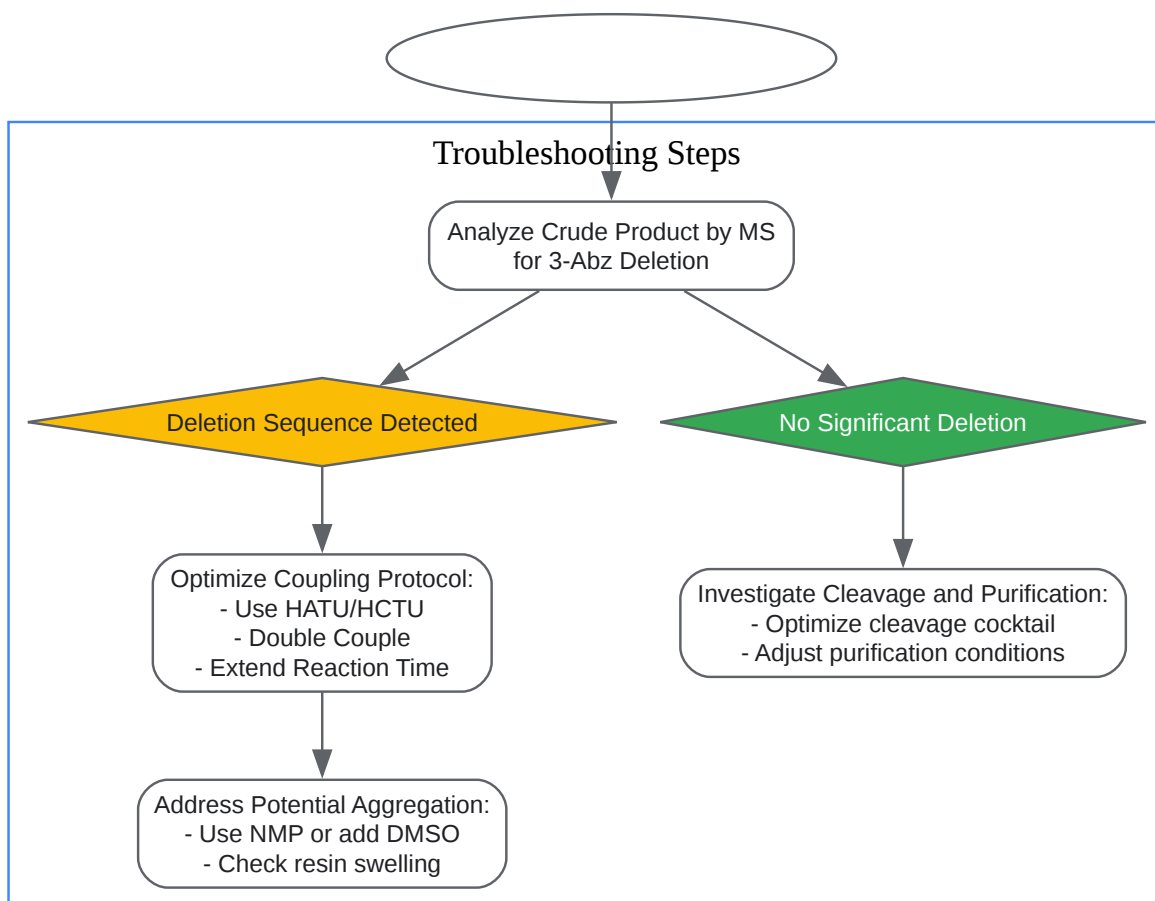 Troubleshooting Steps
Analyze Crude Product by MS
for 3-Abz Deletion
Deletion Sequence Detected
No Significant Deletion
Optimize Coupling Protocol:
- Use HATU/HCTU
- Double Couple
- Extend Reaction Time
Investigate Cleavage and Purification:
- Optimize cleavage cocktail
- Adjust purification conditions
Address Potential Aggregation:
- Use NMP or add DMSO
- Check resin swelling